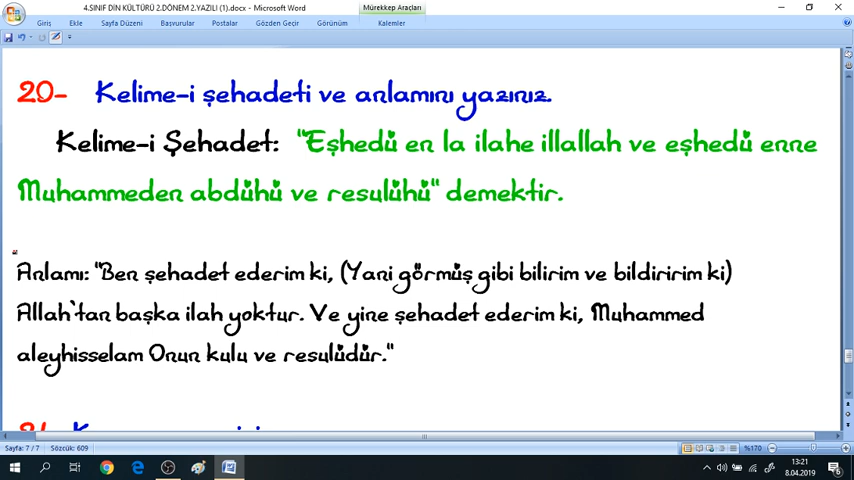 4.SINIF DİN KÜLTÜRÜ 2.DÖNEM 2.YAZILI (1).docx - Microsoft Word
Mürekkep Araçları
Giriş Ekle Sayfa Düzeni Başvurular Postalar Gözden Geçir Görünüm Kalemler
20- Kelime-i şehadeti ve anlamını yazınız.
Kelime-i Şehadet: "Eşhedü en la ilahe illallah ve eşhedü enne
Muhammeden abdühü ve resulühü" demektir.
Anlamı: "Ben şehadet ederim ki, (Yani görmüş gibi bilirim ve bildiririm ki)
Allah`tan başka ilah yoktur. Ve yine şehadet ederim ki, Muhammed
aleyhisselam Onun kulu ve resulüdür."
Sayfa: 7 / 7 Sözcük: 609 %170
13:21
8.04.2019